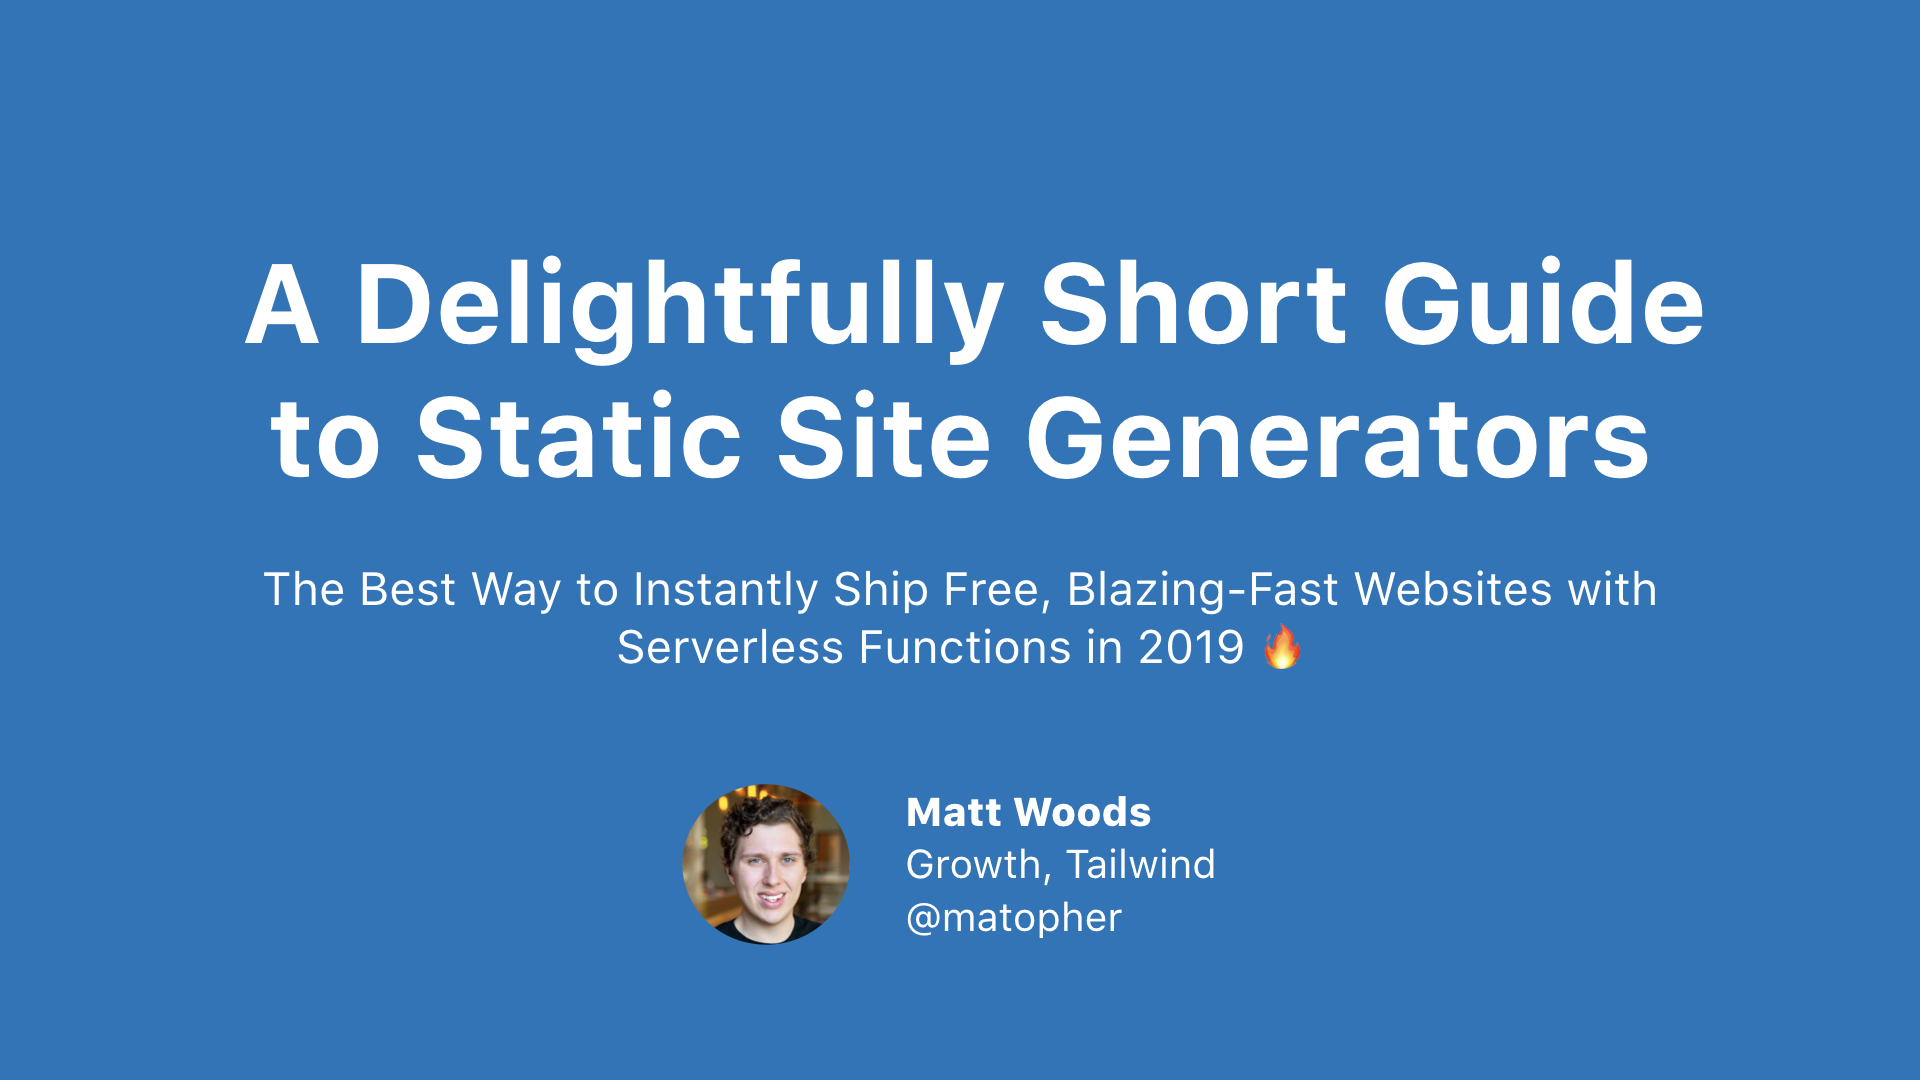 A Delightfully Short Guide
to Static Site Generators
The Best Way to Instantly Ship Free, Blazing-Fast Websites with
Serverless Functions in 2019 🔥
Matt Woods
Growth, Tailwind
@matopher